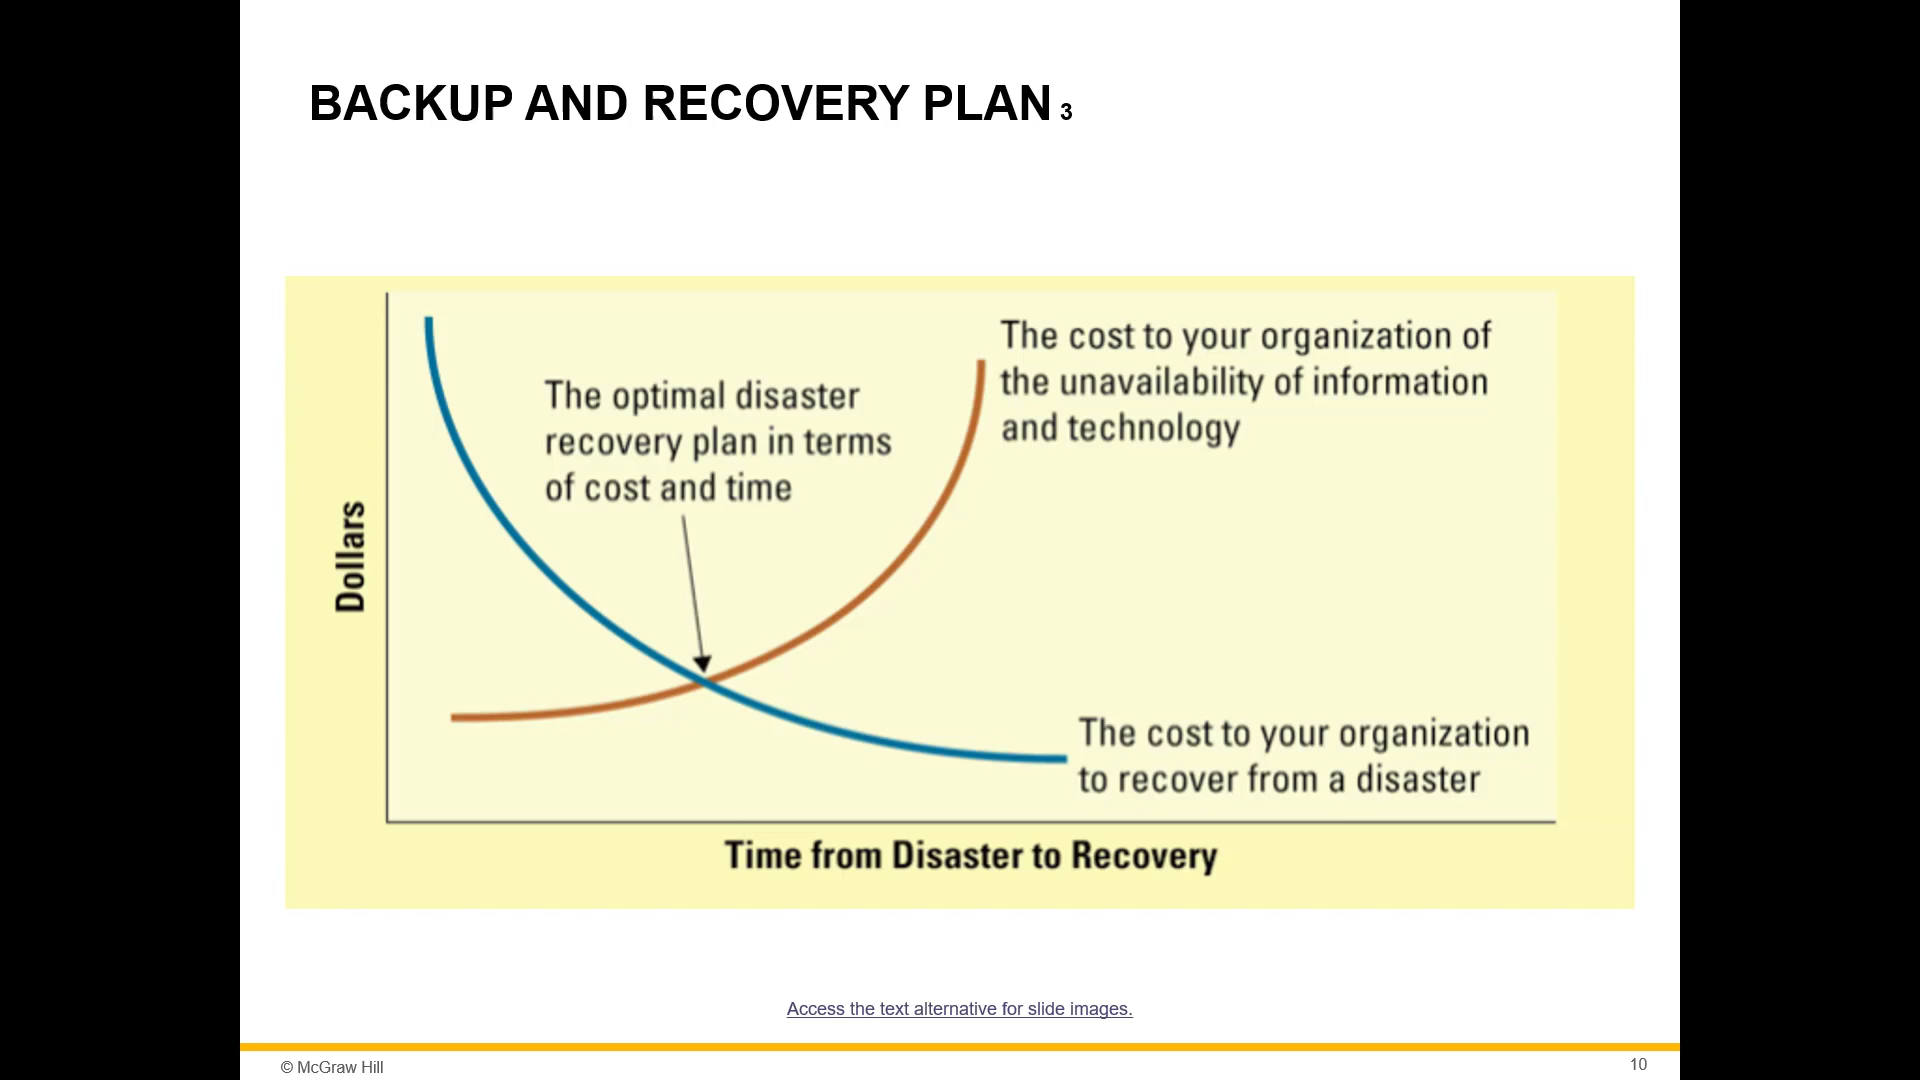 BACKUP AND RECOVERY PLAN 3
The cost to your organization of
the unavailability of information
and technology
The optimal disaster
recovery plan in terms
of cost and time
Dollars
The cost to your organization
to recover from a disaster
Time from Disaster to Recovery
Access the text alternative for slide images.
© McGraw Hill
10